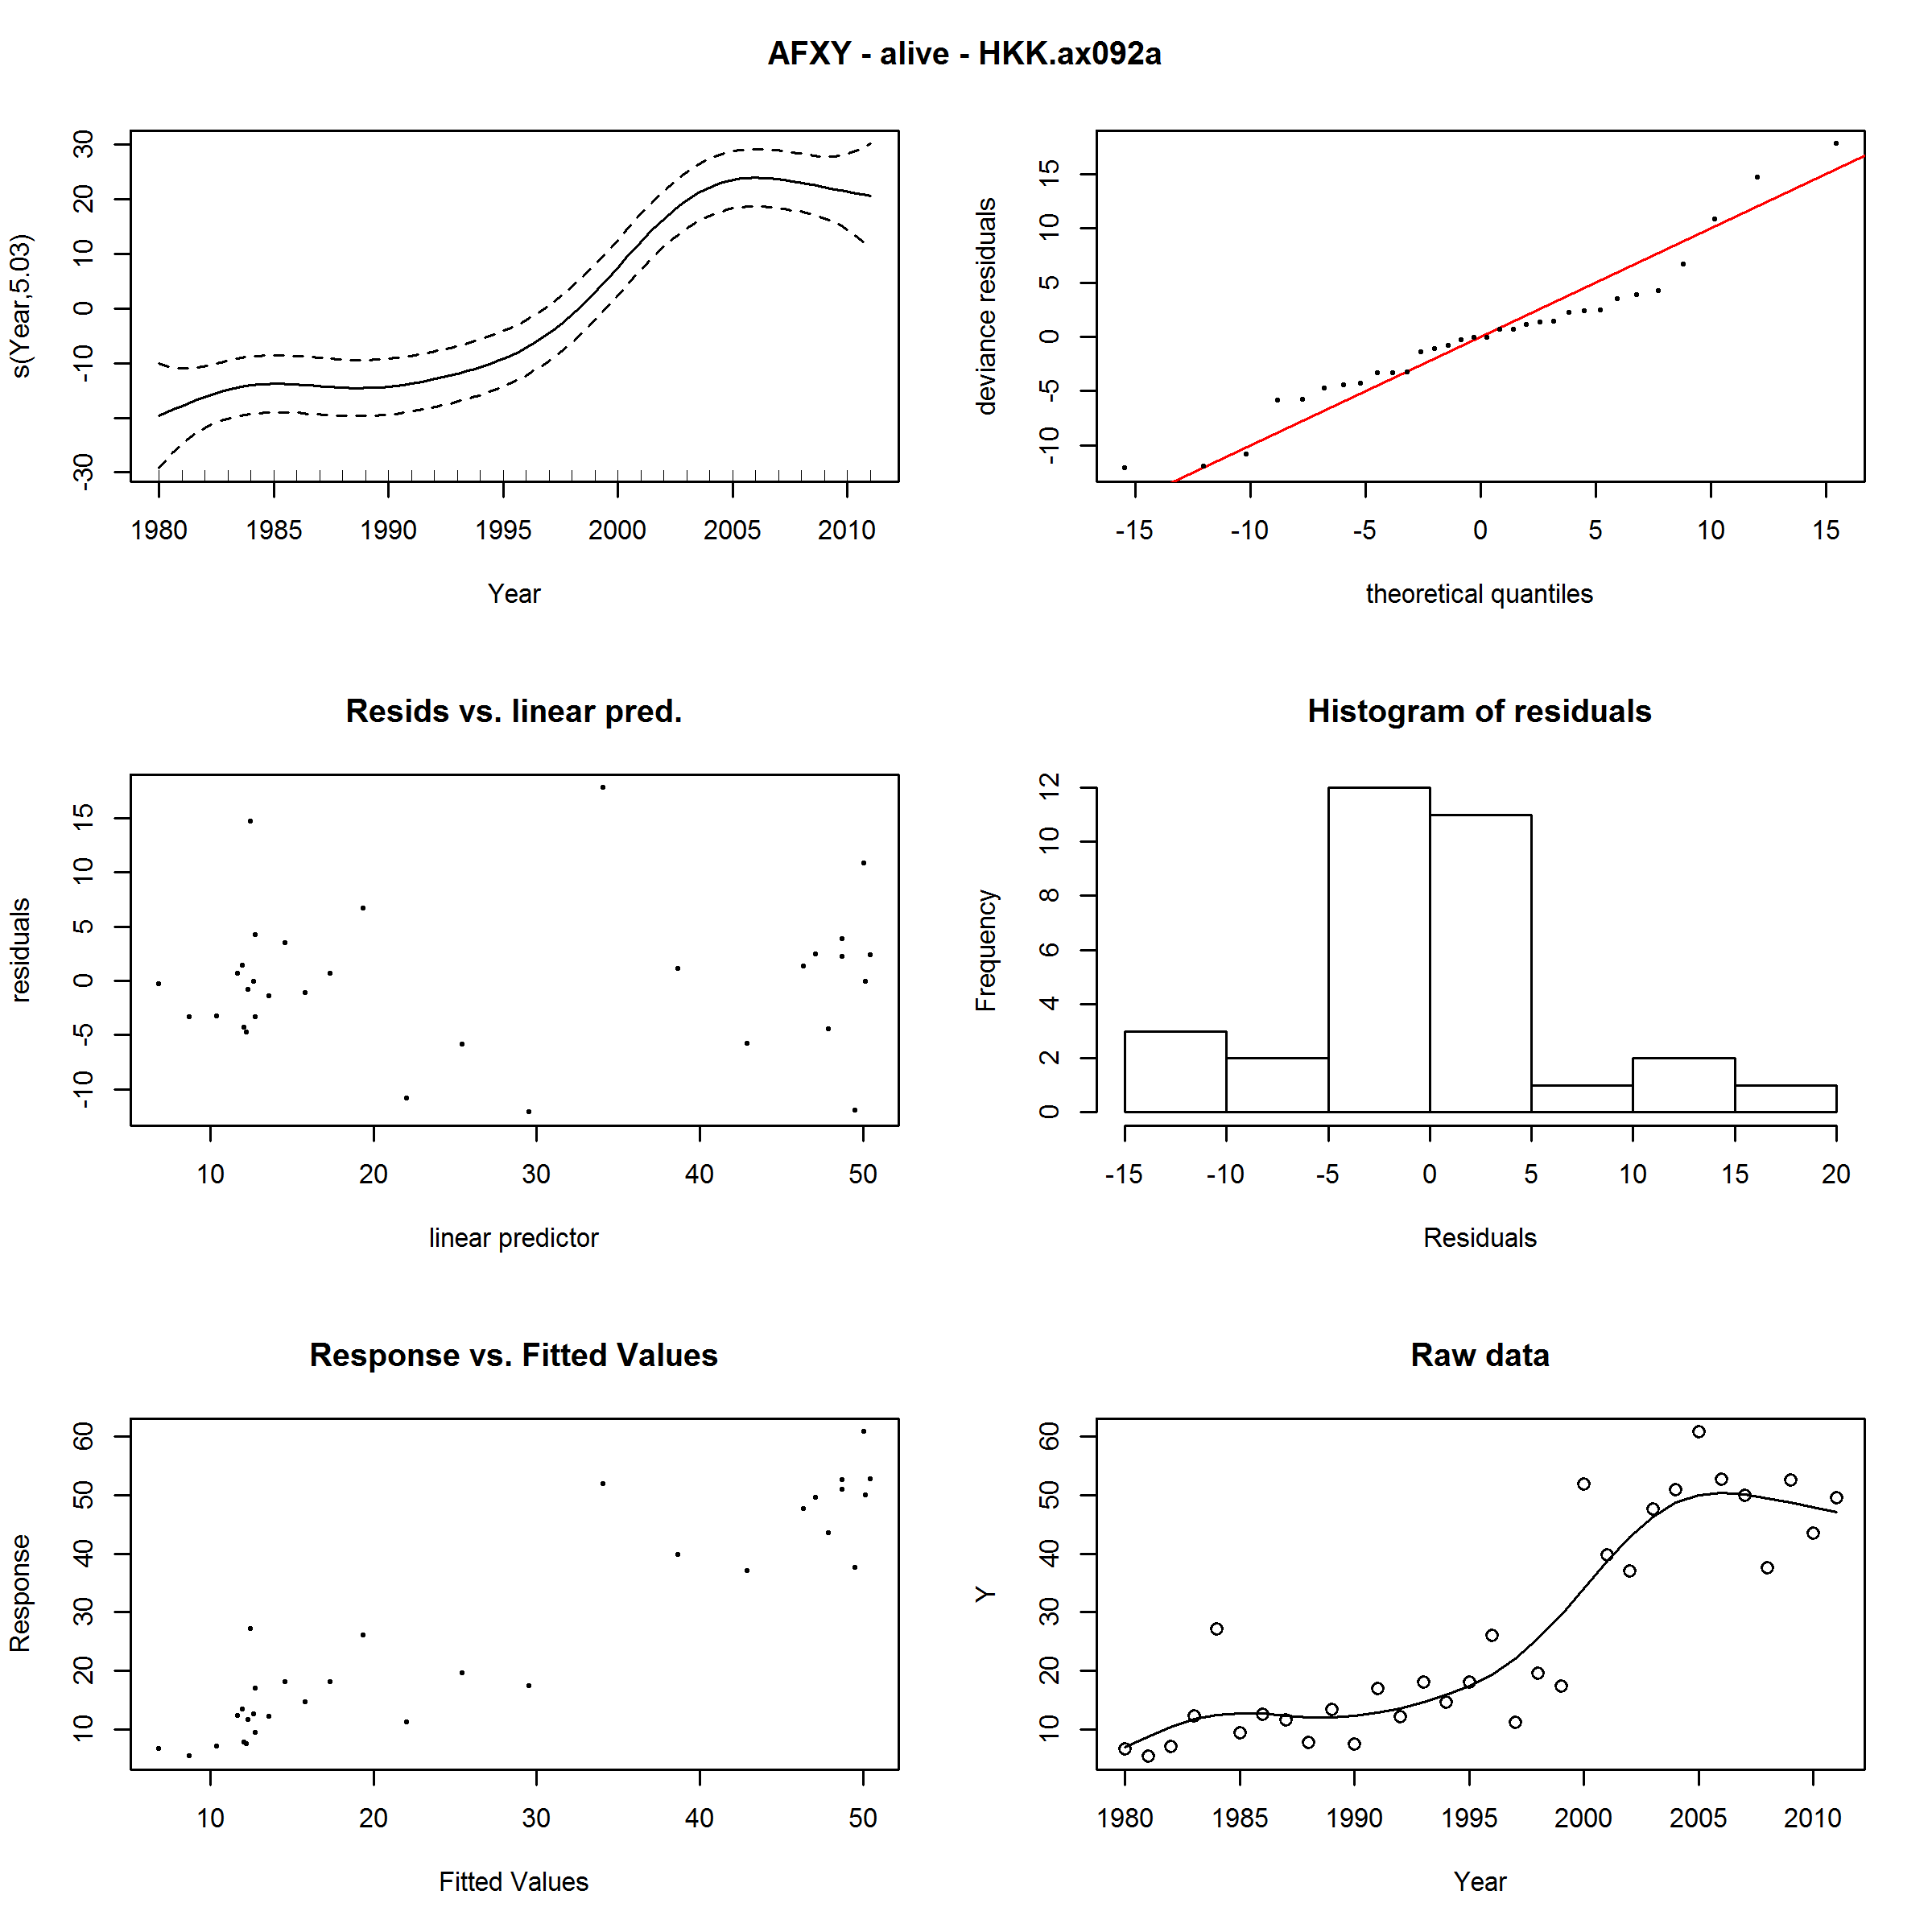 AFXY - alive - HKK.ax092a
s(Year,5.03)
30
20
10
0
-10
-30
1980 1985 1990 1995 2000 2005 2010
Year
deviance residuals
15
10
5
0
-5
-10
-15 -10 -5 0 5 10 15
theoretical quantiles
Resids vs. linear pred.
residuals
15
10
5
0
-5
-10
10 20 30 40 50
linear predictor
Histogram of residuals
Frequency
12
10
8
6
4
2
0
-15 -10 -5 0 5 10 15 20
Residuals
Response vs. Fitted Values
Response
60
50
40
30
20
10
10 20 30 40 50
Fitted Values
Raw data
Y
60
50
40
30
20
10
1980 1985 1990 1995 2000 2005 2010
Year